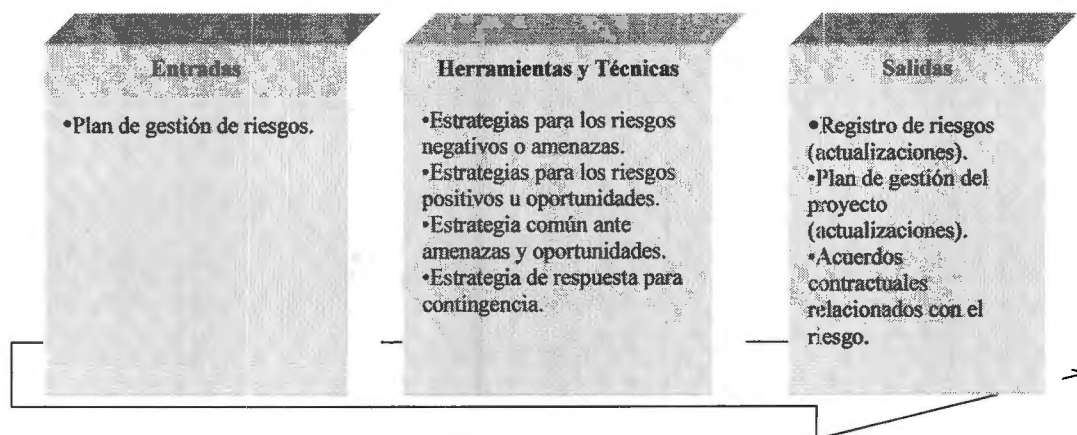 Entradas
•Plan de gestión de riesgos.
Herramientas y Técnicas
•Estrategias para los riesgos
negativos o amenazas.
•Estrategias para los riesgos
positivos u oportunidades.
•Estrategia común ante
amenazas y oportunidades.
•Estrategia de respuesta para
contingencia.
Salidas
•Registro de riesgos
(actualizaciones).
•Plan de gestión del
proyecto
(actualizaciones).
•Acuerdos
contractuales
relacionados con el
riesgo.